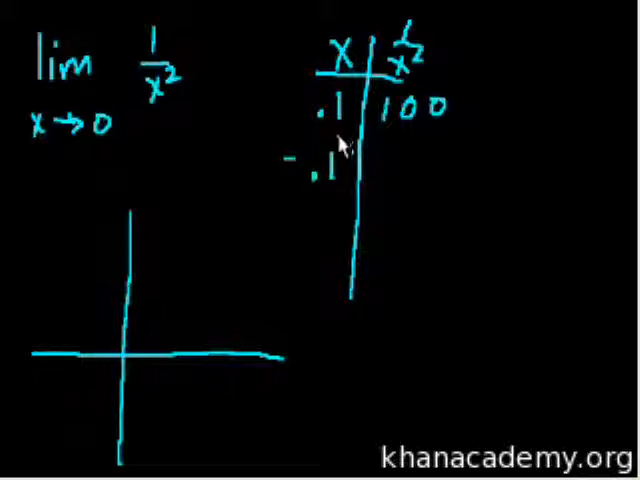 lim 1/x²
x→0
x | 1/x²
.1 | 100
-.1
khanacademy.org